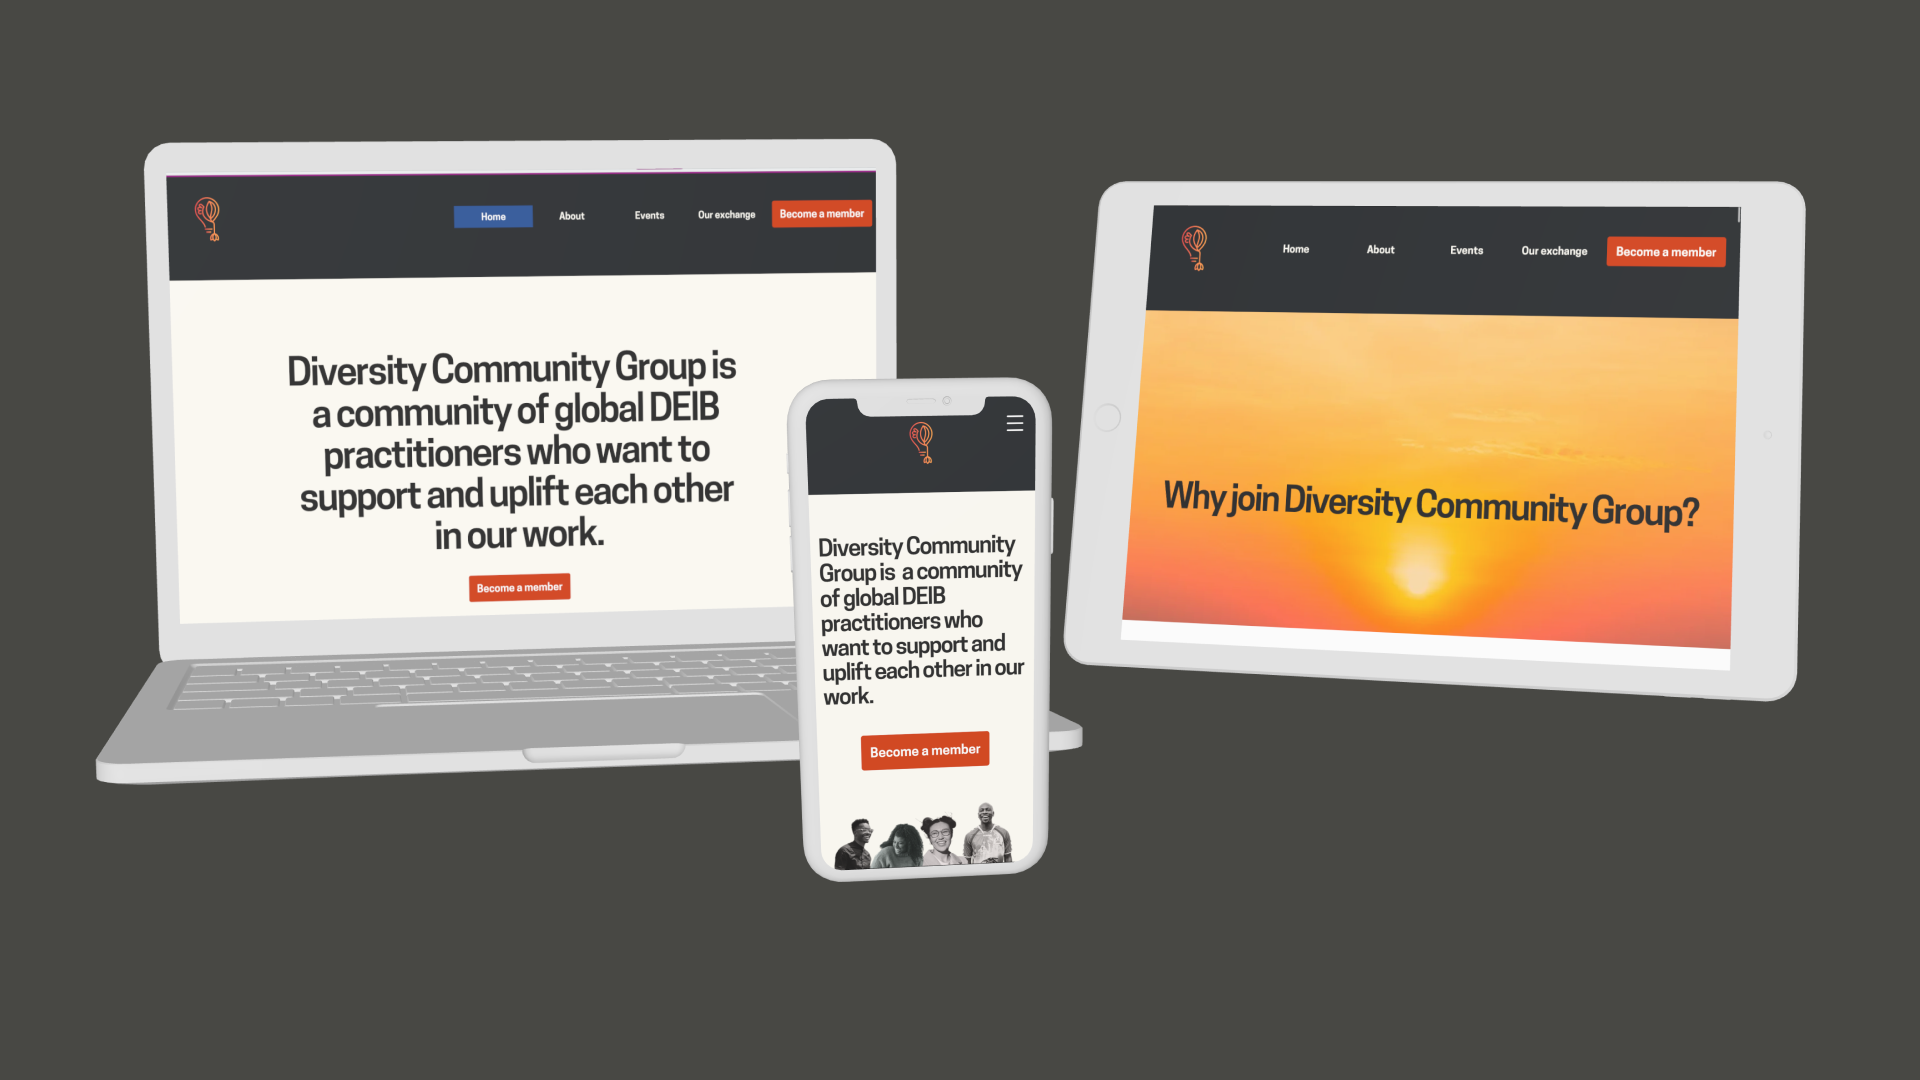 Home About Events Our exchange Become a member
Diversity Community Group is
a community of global DEIB
practitioners who want to
support and uplift each other
in our work.
Become a member
Diversity Community
Group is a community
of global DEIB
practitioners who
want to support and
uplift each other in our
work.
Become a member
Home About Events Our exchange Become a member
Why join Diversity Community Group?